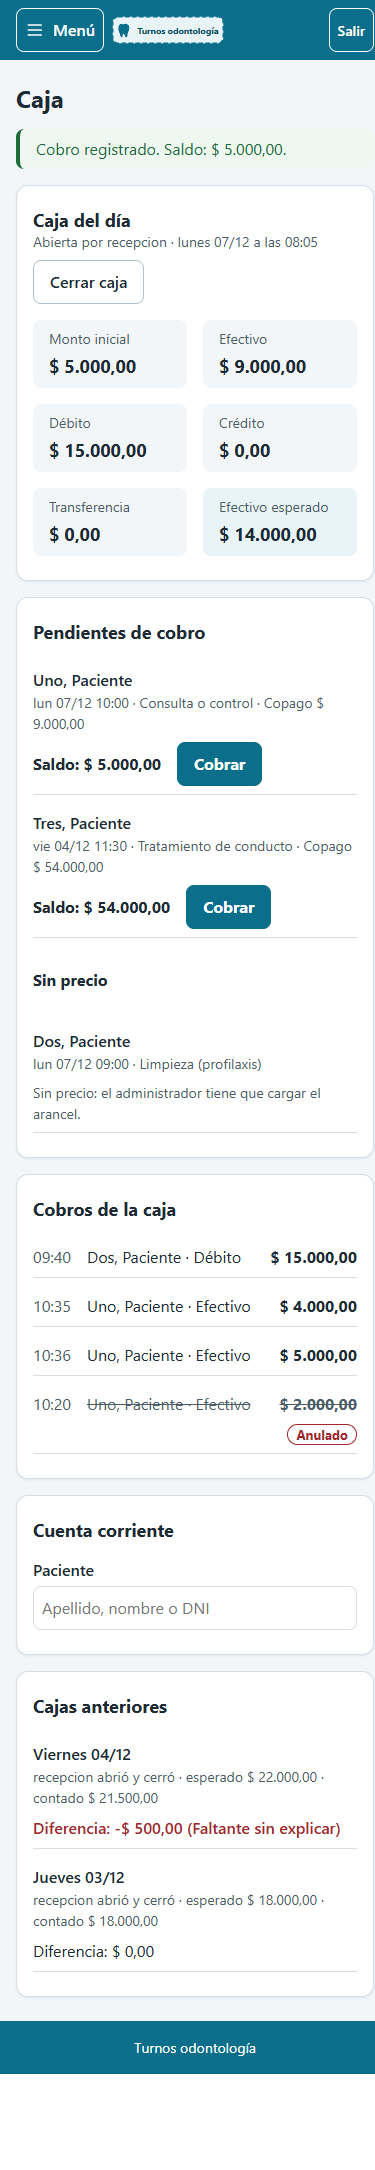 Menú
Turnos odontología
Salir
Caja
Cobro registrado. Saldo: $ 5.000,00.
Caja del día
Abierta por recepcion · lunes 07/12 a las 08:05
Cerrar caja
Monto inicial
$ 5.000,00
Efectivo
$ 9.000,00
Débito
$ 15.000,00
Crédito
$ 0,00
Transferencia
$ 0,00
Efectivo esperado
$ 14.000,00
Pendientes de cobro
Uno, Paciente
lun 07/12 10:00 · Consulta o control · Copago $
9.000,00
Saldo: $ 5.000,00 Cobrar
Tres, Paciente
vie 04/12 11:30 · Tratamiento de conducto · Copago
$ 54.000,00
Saldo: $ 54.000,00 Cobrar
Sin precio
Dos, Paciente
lun 07/12 09:00 · Limpieza (profilaxis)
Sin precio: el administrador tiene que cargar el
arancel.
Cobros de la caja
09:40 Dos, Paciente · Débito $ 15.000,00
10:35 Uno, Paciente · Efectivo $ 4.000,00
10:36 Uno, Paciente · Efectivo $ 5.000,00
10:20 Uno, Paciente · Efectivo $ 2.000,00
Anulado
Cuenta corriente
Paciente
Apellido, nombre o DNI
Cajas anteriores
Viernes 04/12
recepcion abrió y cerró · esperado $ 22.000,00 ·
contado $ 21.500,00
Diferencia: -$ 500,00 (Faltante sin explicar)
Jueves 03/12
recepcion abrió y cerró · esperado $ 18.000,00 ·
contado $ 18.000,00
Diferencia: $ 0,00
Turnos odontología